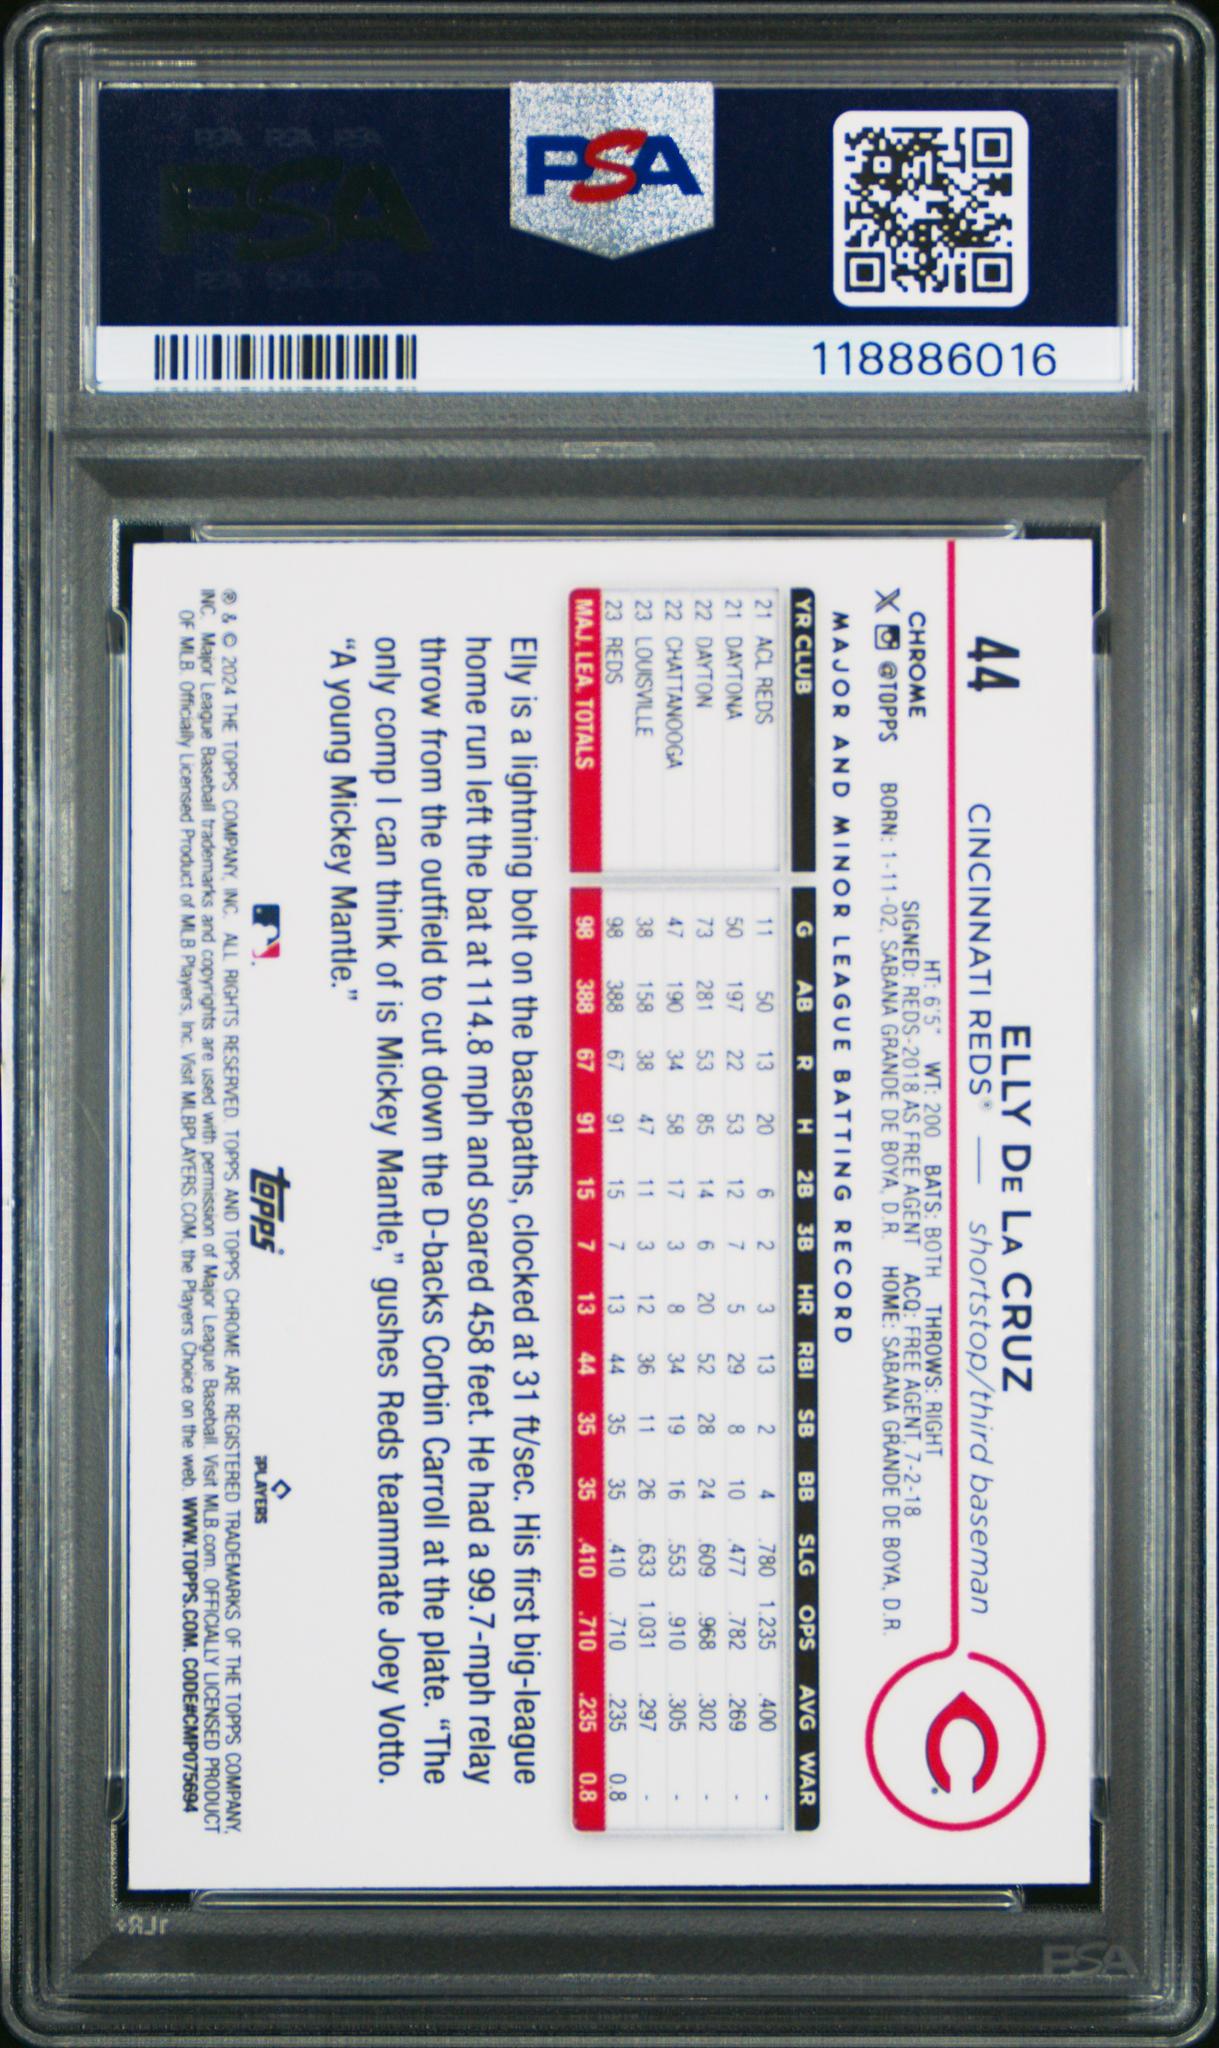 PSA PSA PSA
PSA
PSA PSA PSA
PSA
118886016
44
ELLY DE LA CRUZ
CINCINNATI REDS® — shortstop/third baseman
C
CHROME
X @TOPPS
HT: 6'5" WT: 200 BATS: BOTH THROWS: RIGHT
SIGNED: REDS-2018 AS FREE AGENT ACQ: FREE AGENT, 7-2-18
BORN: 1-11-02, SABANA GRANDE DE BOYA, D.R. HOME: SABANA GRANDE DE BOYA, D.R.
MAJOR AND MINOR LEAGUE BATTING RECORD
YR CLUB G AB R H 2B 3B HR RBI SB BB SLG OPS AVG WAR
21 ACL REDS 11 50 13 20 6 2 3 13 2 4 .780 1.235 .400 -
21 DAYTONA 50 197 22 53 12 7 5 29 8 10 .477 .782 .269 -
22 DAYTON 73 281 53 85 14 6 20 52 28 24 .609 .968 .302 -
22 CHATTANOOGA 47 190 34 58 17 3 8 34 19 16 .553 .910 .305 -
23 LOUISVILLE 38 158 38 47 11 3 12 36 11 26 .633 1.031 .297 -
23 REDS 98 388 67 91 15 7 13 44 35 35 .410 .710 .235 0.8
MAJ. LEA. TOTALS 98 388 67 91 15 7 13 44 35 35 .410 .710 .235 0.8
Elly is a lightning bolt on the basepaths, clocked at 31 ft/sec. His first big-league
home run left the bat at 114.8 mph and soared 458 feet. He had a 99.7-mph relay
throw from the outfield to cut down the D-backs Corbin Carroll at the plate. “The
only comp I can think of is Mickey Mantle,” gushes Reds teammate Joey Votto.
“A young Mickey Mantle.”
topps
PLAYERS
® & © 2024 THE TOPPS COMPANY, INC. ALL RIGHTS RESERVED. TOPPS AND TOPPS CHROME ARE REGISTERED TRADEMARKS OF THE TOPPS COMPANY,
INC. Major League Baseball trademarks and copyrights are used with permission of Major League Baseball. Visit MLB.com. OFFICIALLY LICENSED PRODUCT
OF MLB. Officially Licensed Product of MLB Players, Inc. Visit MLBPLAYERS.COM, the Players Choice on the web. WWW.TOPPS.COM. CODE#CMP075694
PSA